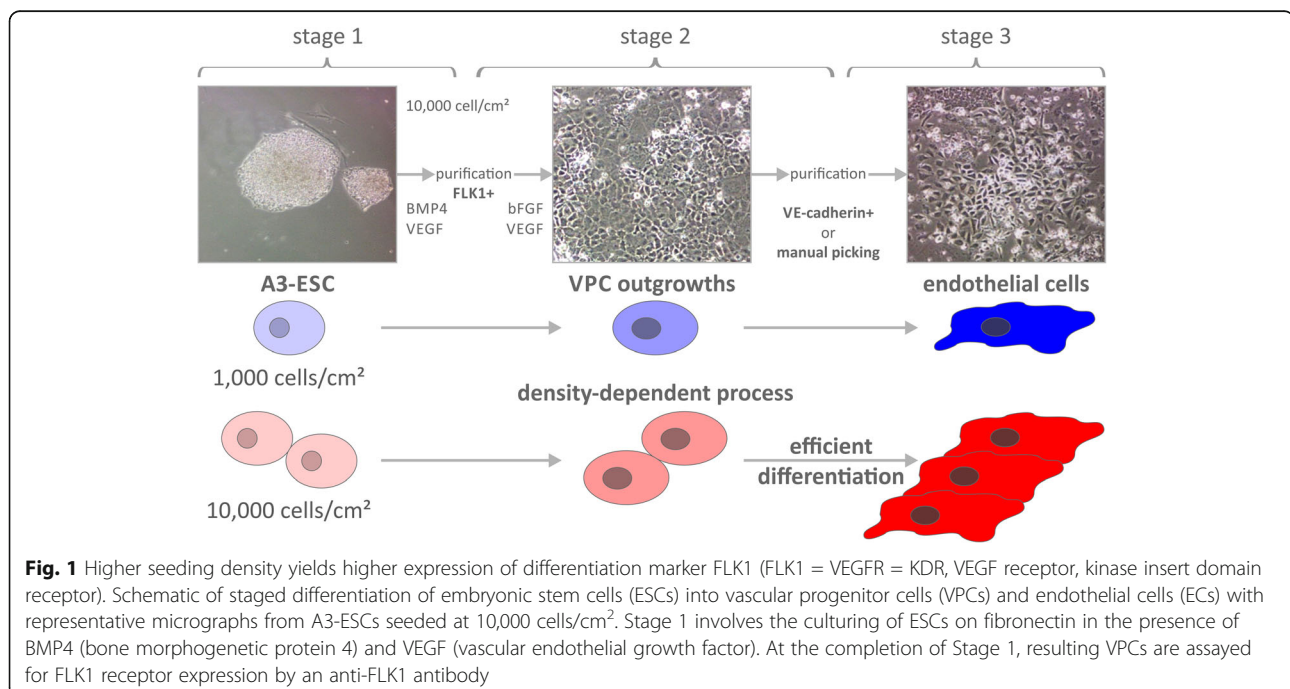 stage 1
stage 2
stage 3
10,000 cell/cm²
purification
FLK1+
BMP4
VEGF
bFGF
VEGF
purification
VE-cadherin+
or
manual picking
A3-ESC
VPC outgrowths
endothelial cells
1,000 cells/cm²
density-dependent process
efficient
differentiation
10,000 cells/cm²
Fig. 1 Higher seeding density yields higher expression of differentiation marker FLK1 (FLK1 = VEGFR = KDR, VEGF receptor, kinase insert domain
receptor). Schematic of staged differentiation of embryonic stem cells (ESCs) into vascular progenitor cells (VPCs) and endothelial cells (ECs) with
representative micrographs from A3-ESCs seeded at 10,000 cells/cm². Stage 1 involves the culturing of ESCs on fibronectin in the presence of
BMP4 (bone morphogenetic protein 4) and VEGF (vascular endothelial growth factor). At the completion of Stage 1, resulting VPCs are assayed
for FLK1 receptor expression by an anti-FLK1 antibody